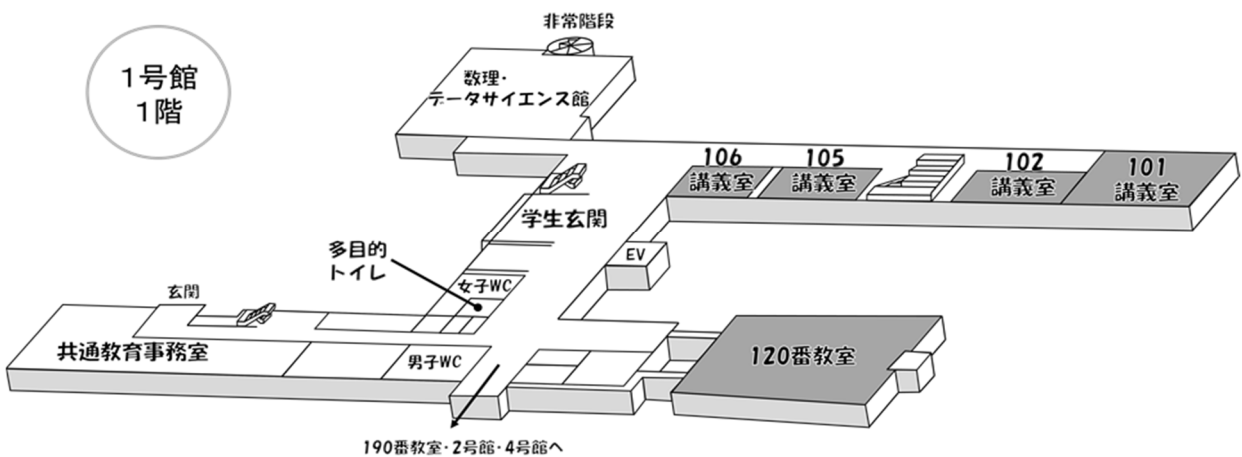 1号館
1階
非常階段
数理・
データサイエンス館
106
講義室
105
講義室
102
講義室
101
講義室
学生玄関
EV
多目的
トイレ
女子WC
玄関
共通教育事務室
男子WC
120番教室
190番教室・2号館・4号館へ